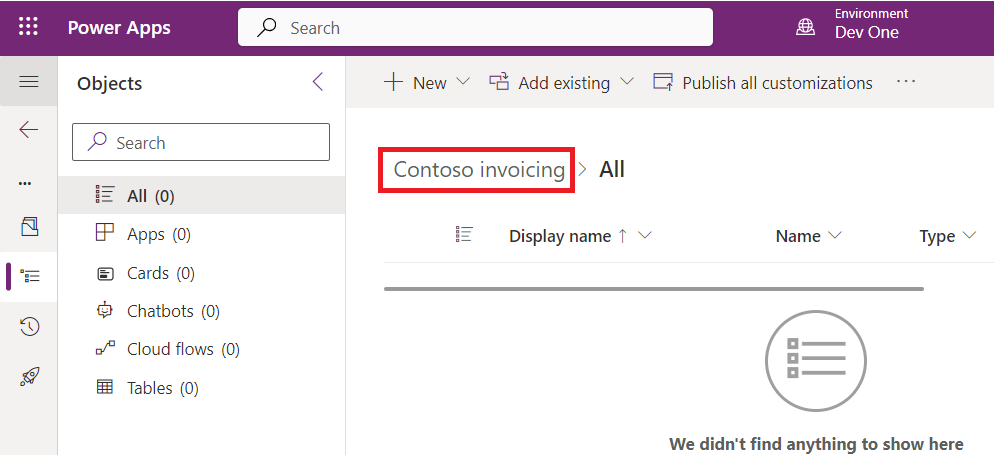 Power Apps
Search
Environment
Dev One
Objects
New
Add existing
Publish all customizations
···
Search
Contoso invoicing > All
...
All (0)
Apps (0)
Cards (0)
Chatbots (0)
Cloud flows (0)
Tables (0)
Display name ↑
Name
Type
We didn't find anything to show here